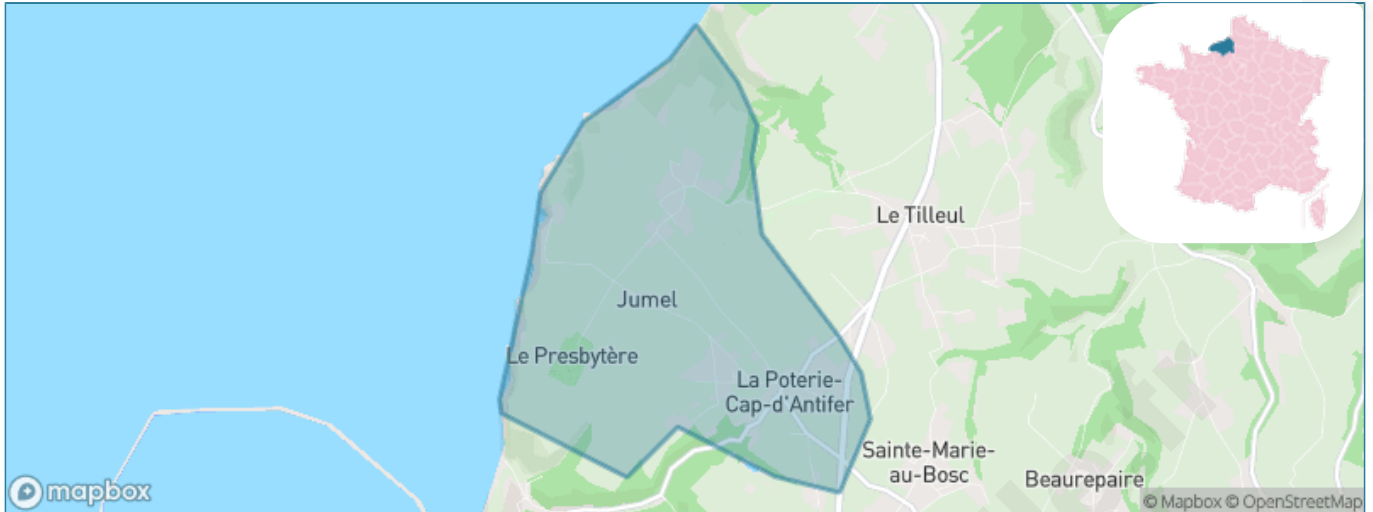 Le Tilleul
Jumel
Le Presbytère
La Poterie-
Cap-d'Antifer
Sainte-Marie-
au-Bosc
Beaurepaire
mapbox
© Mapbox © OpenStreetMap